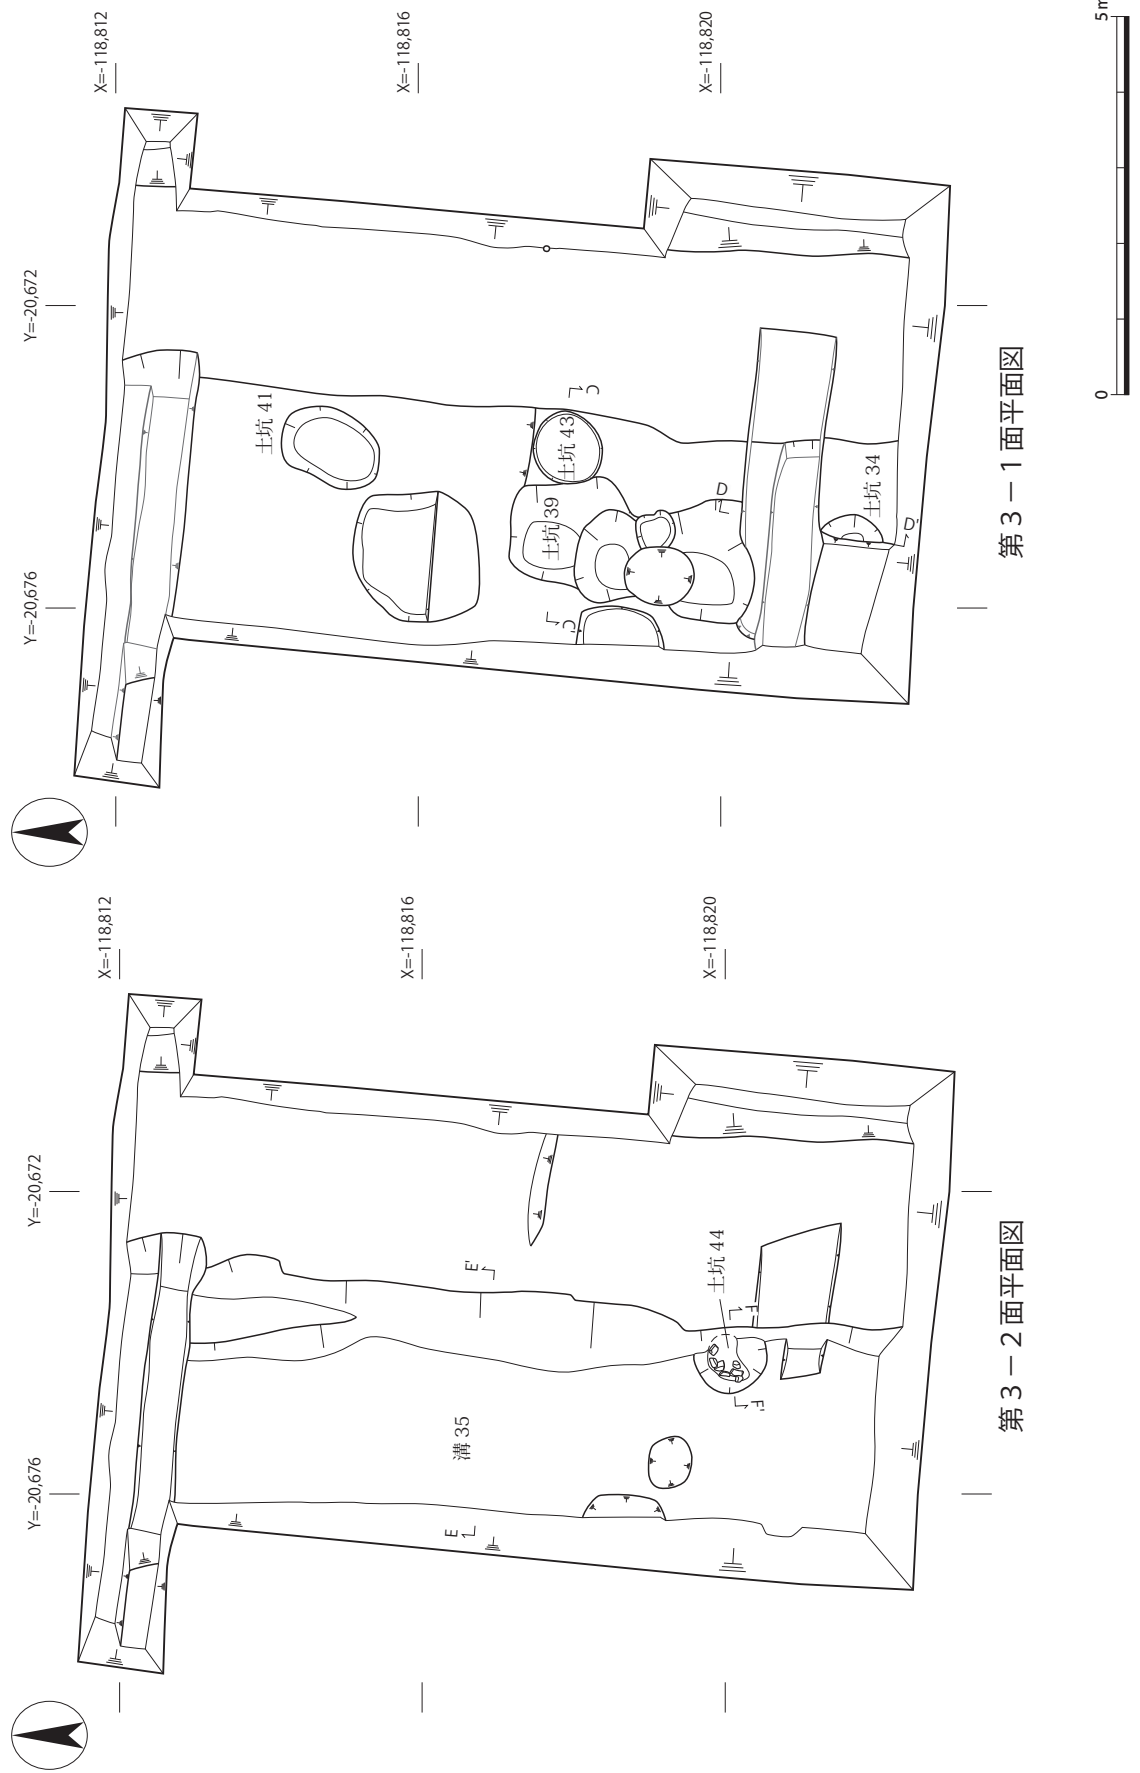 X=-118,812
X=-118,816
X=-118,820
Y=-20,672
Y=-20,676
土坑 41
土坑 43
土坑 39
土坑 34
C
C'
D
D'
第３－１面平面図
0
5m
X=-118,812
X=-118,816
X=-118,820
Y=-20,672
Y=-20,676
溝 35
土坑 44
E
E'
F
F'
第３－２面平面図